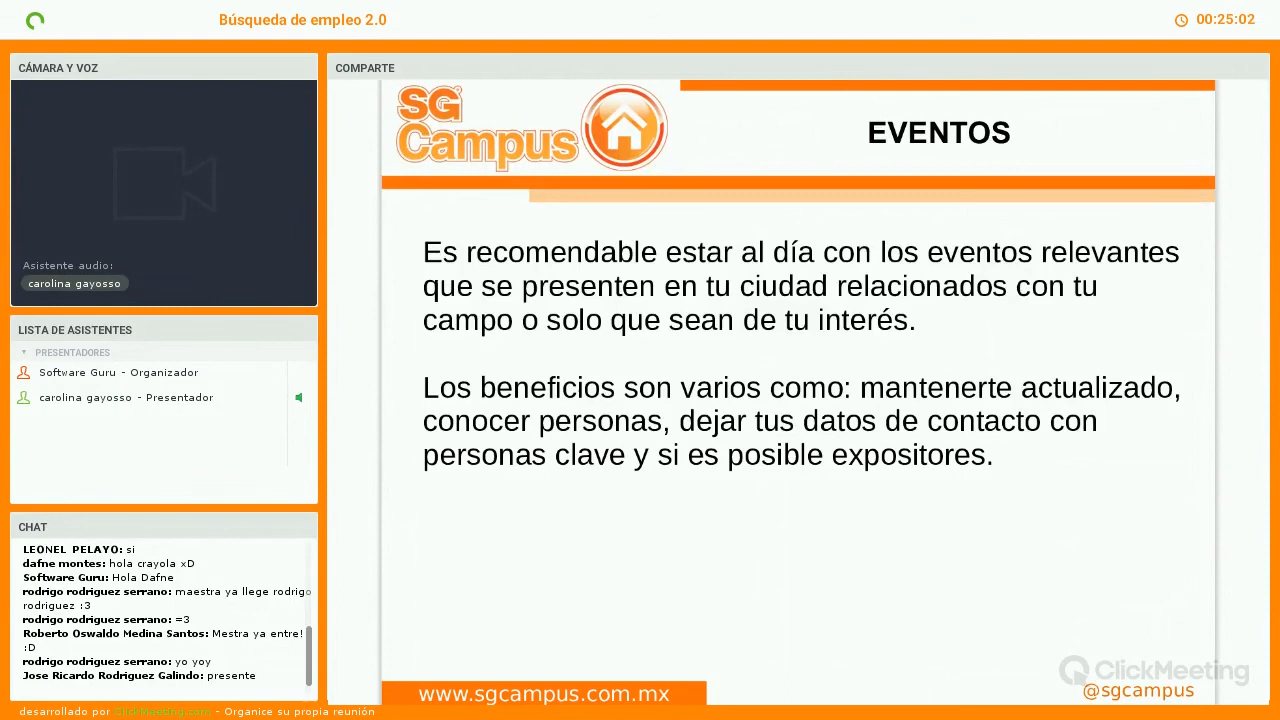 Búsqueda de empleo 2.0
00:25:02
CÁMARA Y VOZ
Asistente audio:
carolina gayosso
LISTA DE ASISTENTES
PRESENTADORES
Software Guru - Organizador
carolina gayosso - Presentador
CHAT
LEONEL PELAYO: si
dafne montes: hola crayola xD
Software Guru: Hola Dafne
rodrigo rodriguez serrano: maestra ya llege rodrigo
rodriguez :3
rodrigo rodriguez serrano: =3
Roberto Oswaldo Medina Santos: Mestra ya entre!
:D
rodrigo rodriguez serrano: yo yoy
Jose Ricardo Rodriguez Galindo: presente
desarrollado por ClickMeeting.com - Organice su propia reunión
COMPARTE
SG
Campus
EVENTOS
Es recomendable estar al día con los eventos relevantes
que se presenten en tu ciudad relacionados con tu
campo o solo que sean de tu interés.
Los beneficios son varios como: mantenerte actualizado,
conocer personas, dejar tus datos de contacto con
personas clave y si es posible expositores.
ClickMeeting
www.sgcampus.com.mx
@sgcampus